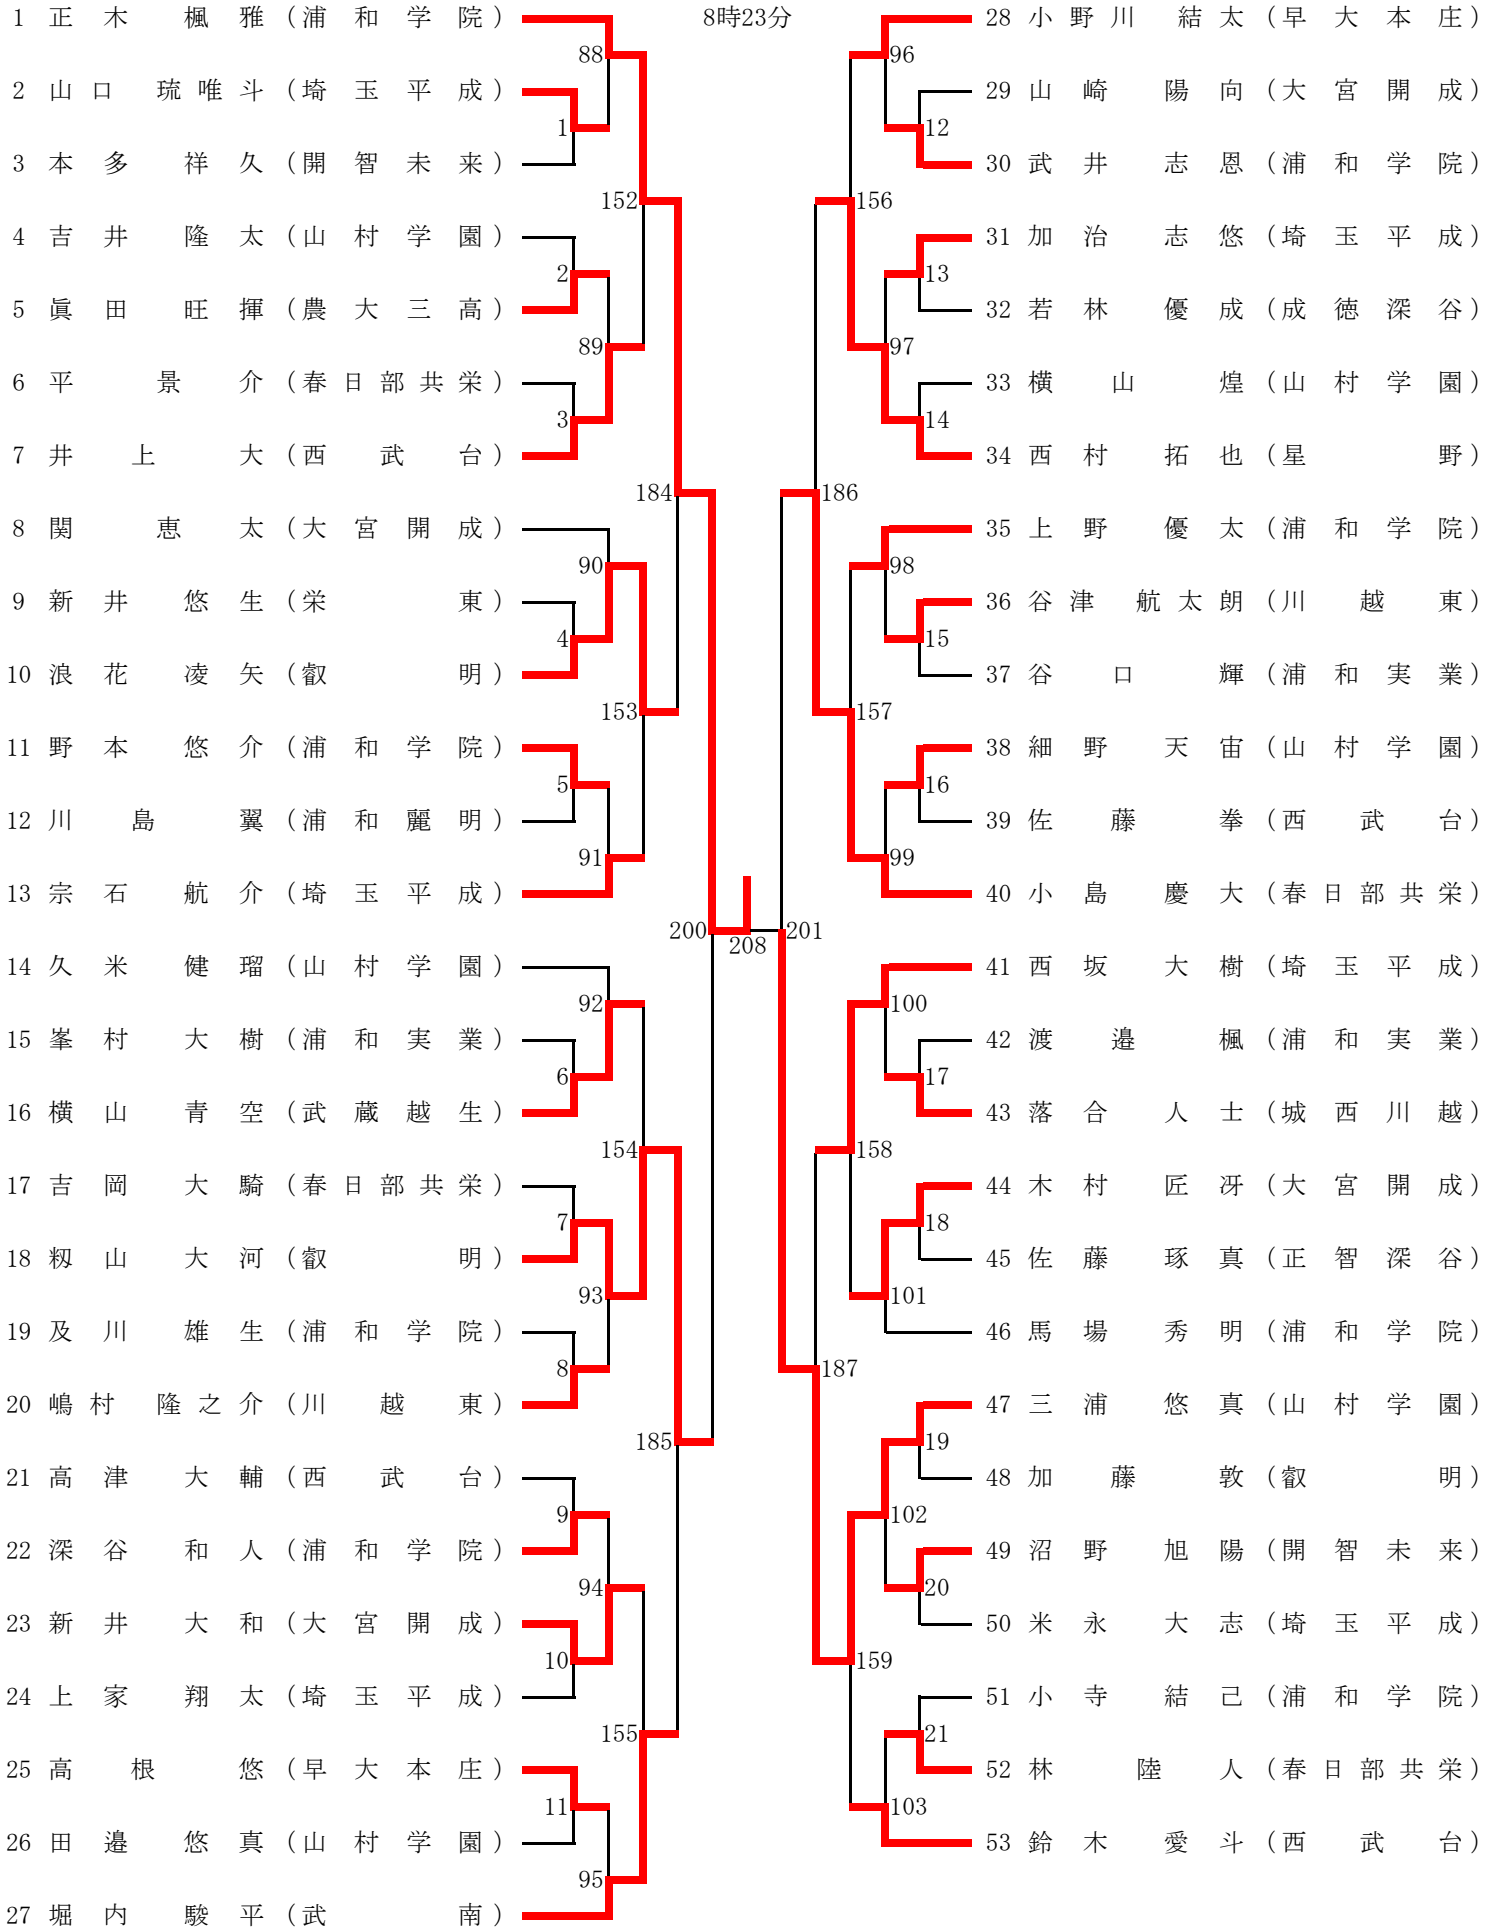 8時23分
1 正木 楓雅 (浦和学院)
2 山口 琉唯斗 (埼玉平成)
3 本多 祥久 (開智未来)
4 吉井 隆太 (山村学園)
5 眞田 旺揮 (農大三高)
6 平 景介 (春日部共栄)
7 井上 大 (西武台)
8 関 恵太 (大宮開成)
9 新井 悠生 (栄東)
10 浪花 凌矢 (叡明)
11 野本 悠介 (浦和学院)
12 川島 翼 (浦和麗明)
13 宗石 航介 (埼玉平成)
14 久米 健瑠 (山村学園)
15 峯村 大樹 (浦和実業)
16 横山 青空 (武蔵越生)
17 吉岡 大騎 (春日部共栄)
18 籾山 大河 (叡明)
19 及川 雄生 (浦和学院)
20 嶋村 隆之介 (川越東)
21 高津 大輔 (西武台)
22 深谷 和人 (浦和学院)
23 新井 大和 (大宮開成)
24 上家 翔太 (埼玉平成)
25 高根 悠 (早大本庄)
26 田邉 悠真 (山村学園)
27 堀内 駿平 (武南)
88
1
152
2
89
3
184
90
4
153
5
91
200
92
6
154
7
93
8
185
9
94
10
155
11
95
208
201
96
12
156
13
97
14
186
98
15
157
16
99
100
17
158
18
101
187
19
102
20
159
21
103
28 小野川 結太 (早大本庄)
29 山崎 陽向 (大宮開成)
30 武井 志恩 (浦和学院)
31 加治 志悠 (埼玉平成)
32 若林 優成 (成徳深谷)
33 横山 煌 (山村学園)
34 西村 拓也 (星野)
35 上野 優太 (浦和学院)
36 谷津 航太朗 (川越東)
37 谷口 輝 (浦和実業)
38 細野 天宙 (山村学園)
39 佐藤 拳 (西武台)
40 小島 慶大 (春日部共栄)
41 西坂 大樹 (埼玉平成)
42 渡邉 楓 (浦和実業)
43 落合 人士 (城西川越)
44 木村 匠冴 (大宮開成)
45 佐藤 琢真 (正智深谷)
46 馬場 秀明 (浦和学院)
47 三浦 悠真 (山村学園)
48 加藤 敦 (叡明)
49 沼野 旭陽 (開智未来)
50 米永 大志 (埼玉平成)
51 小寺 結己 (浦和学院)
52 林 陸人 (春日部共栄)
53 鈴木 愛斗 (西武台)